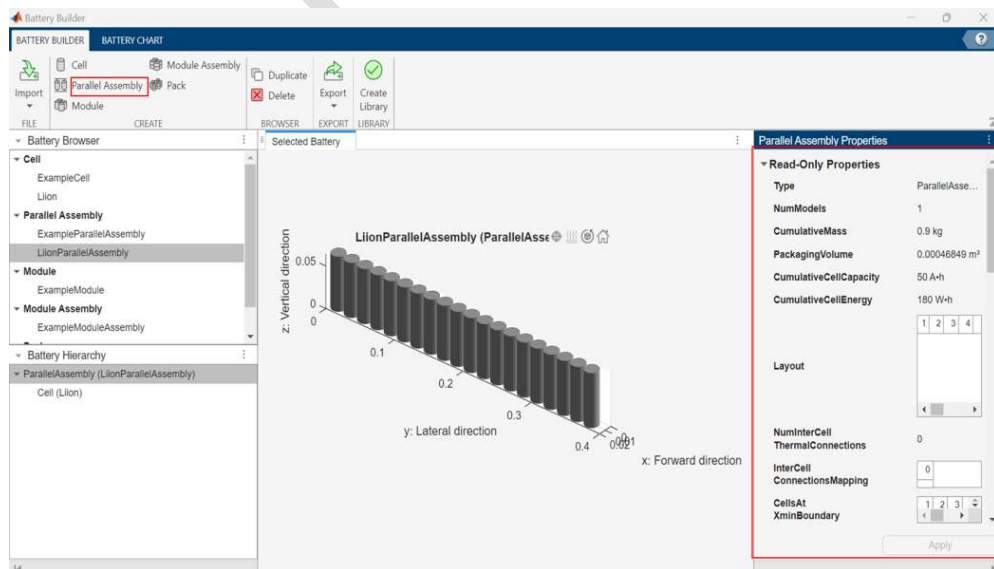 Battery Builder
BATTERY BUILDER BATTERY CHART
Import
Cell
Parallel Assembly
Module
Module Assembly
Pack
Duplicate
Delete
Export
Create
Library
FILE CREATE BROWSER EXPORT LIBRARY
Battery Browser
Cell
ExampleCell
Liion
Parallel Assembly
ExampleParallelAssembly
LiionParallelAssembly
Module
ExampleModule
Module Assembly
ExampleModuleAssembly
Battery Hierarchy
ParallelAssembly (LiionParallelAssembly)
Cell (Liion)
Selected Battery
LiionParallelAssembly (ParallelAsse
z: Vertical direction
0.05
0
0
0.1
0.2
0.3
0.4
y: Lateral direction
x: Forward direction
Parallel Assembly Properties
Read-Only Properties
Type ParallelAsse...
NumModels 1
CumulativeMass 0.9 kg
PackagingVolume 0.00046849 m³
CumulativeCellCapacity 50 A•h
CumulativeCellEnergy 180 W•h
Layout
1 2 3 4
NumInterCell
ThermalConnections 0
InterCell
ConnectionsMapping 0
CellsAt
XminBoundary 1 2 3
Apply